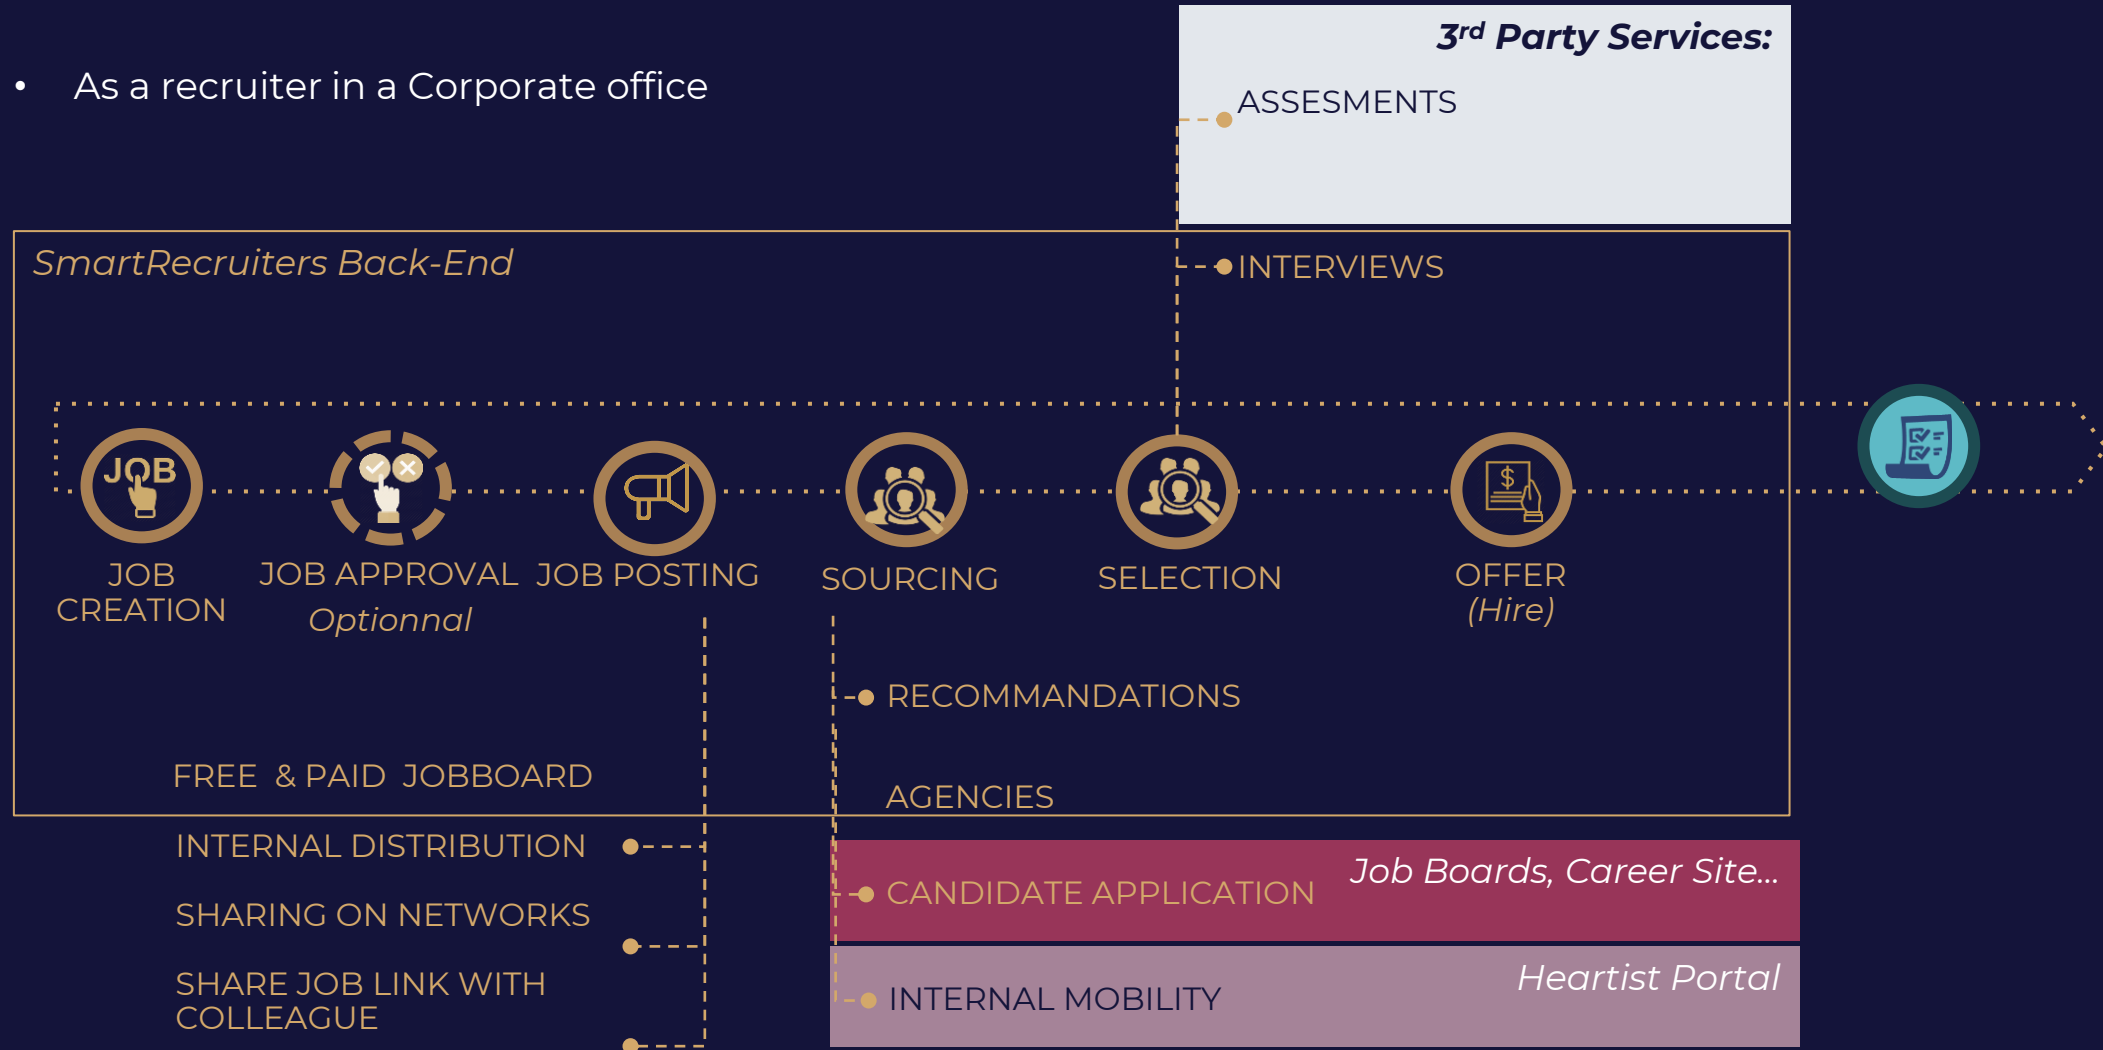 • As a recruiter in a Corporate office
3rd Party Services:
ASSESMENTS
SmartRecruiters Back-End
INTERVIEWS
JOB
JOB
CREATION
JOB APPROVAL
Optionnal
JOB POSTING
SOURCING
SELECTION
$
OFFER
(Hire)
RECOMMANDATIONS
AGENCIES
FREE & PAID JOBBOARD
INTERNAL DISTRIBUTION
SHARING ON NETWORKS
SHARE JOB LINK WITH
COLLEAGUE
Job Boards, Career Site...
CANDIDATE APPLICATION
Heartist Portal
INTERNAL MOBILITY